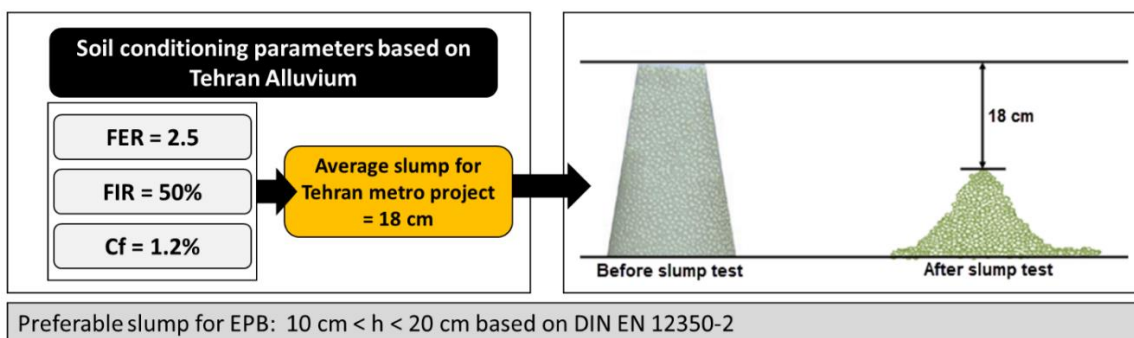 Soil conditioning parameters based on
Tehran Alluvium
FER = 2.5
FIR = 50%
Cf = 1.2%
Average slump for
Tehran metro project
= 18 cm
18 cm
Before slump test
After slump test
Preferable slump for EPB: 10 cm < h < 20 cm based on DIN EN 12350-2